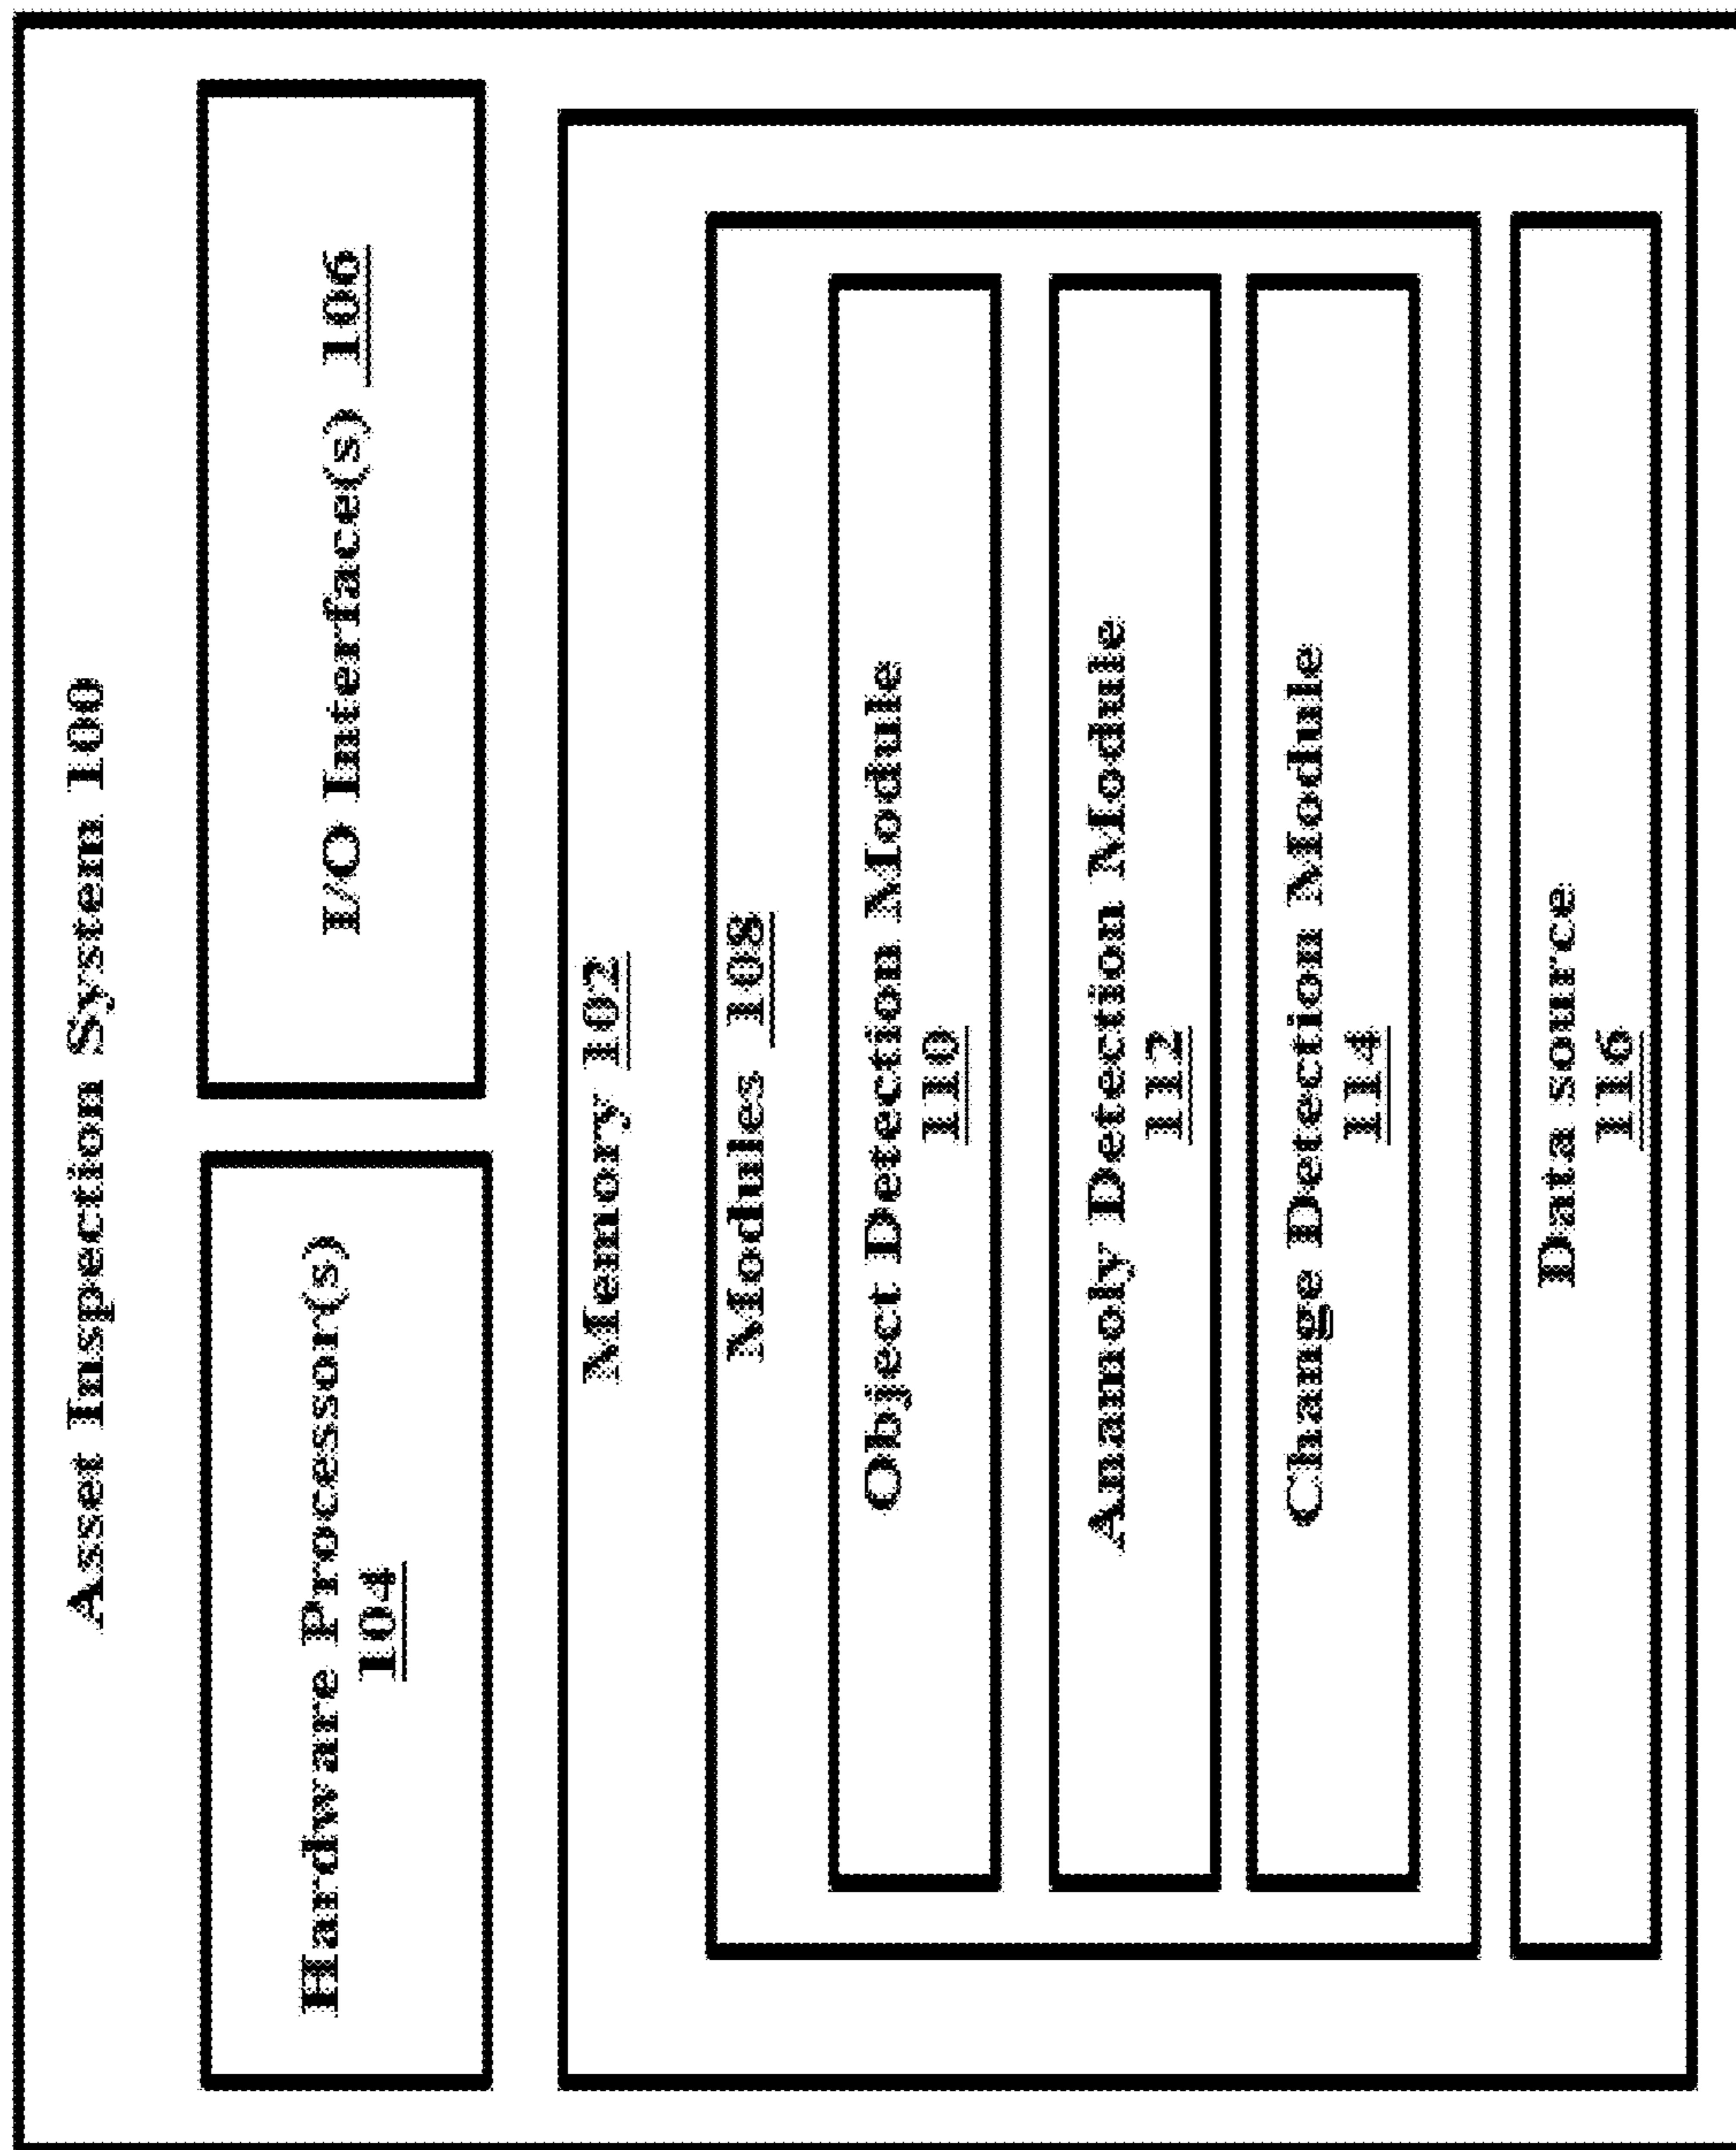 Asset Inspection System 100
Hardware Processor(s)
104
I/O Interface(s) 106
Memory 102
Modules 108
Object Detection Module
110
Anamoly Detection Module
112
Change Detection Module
114
Data source
116